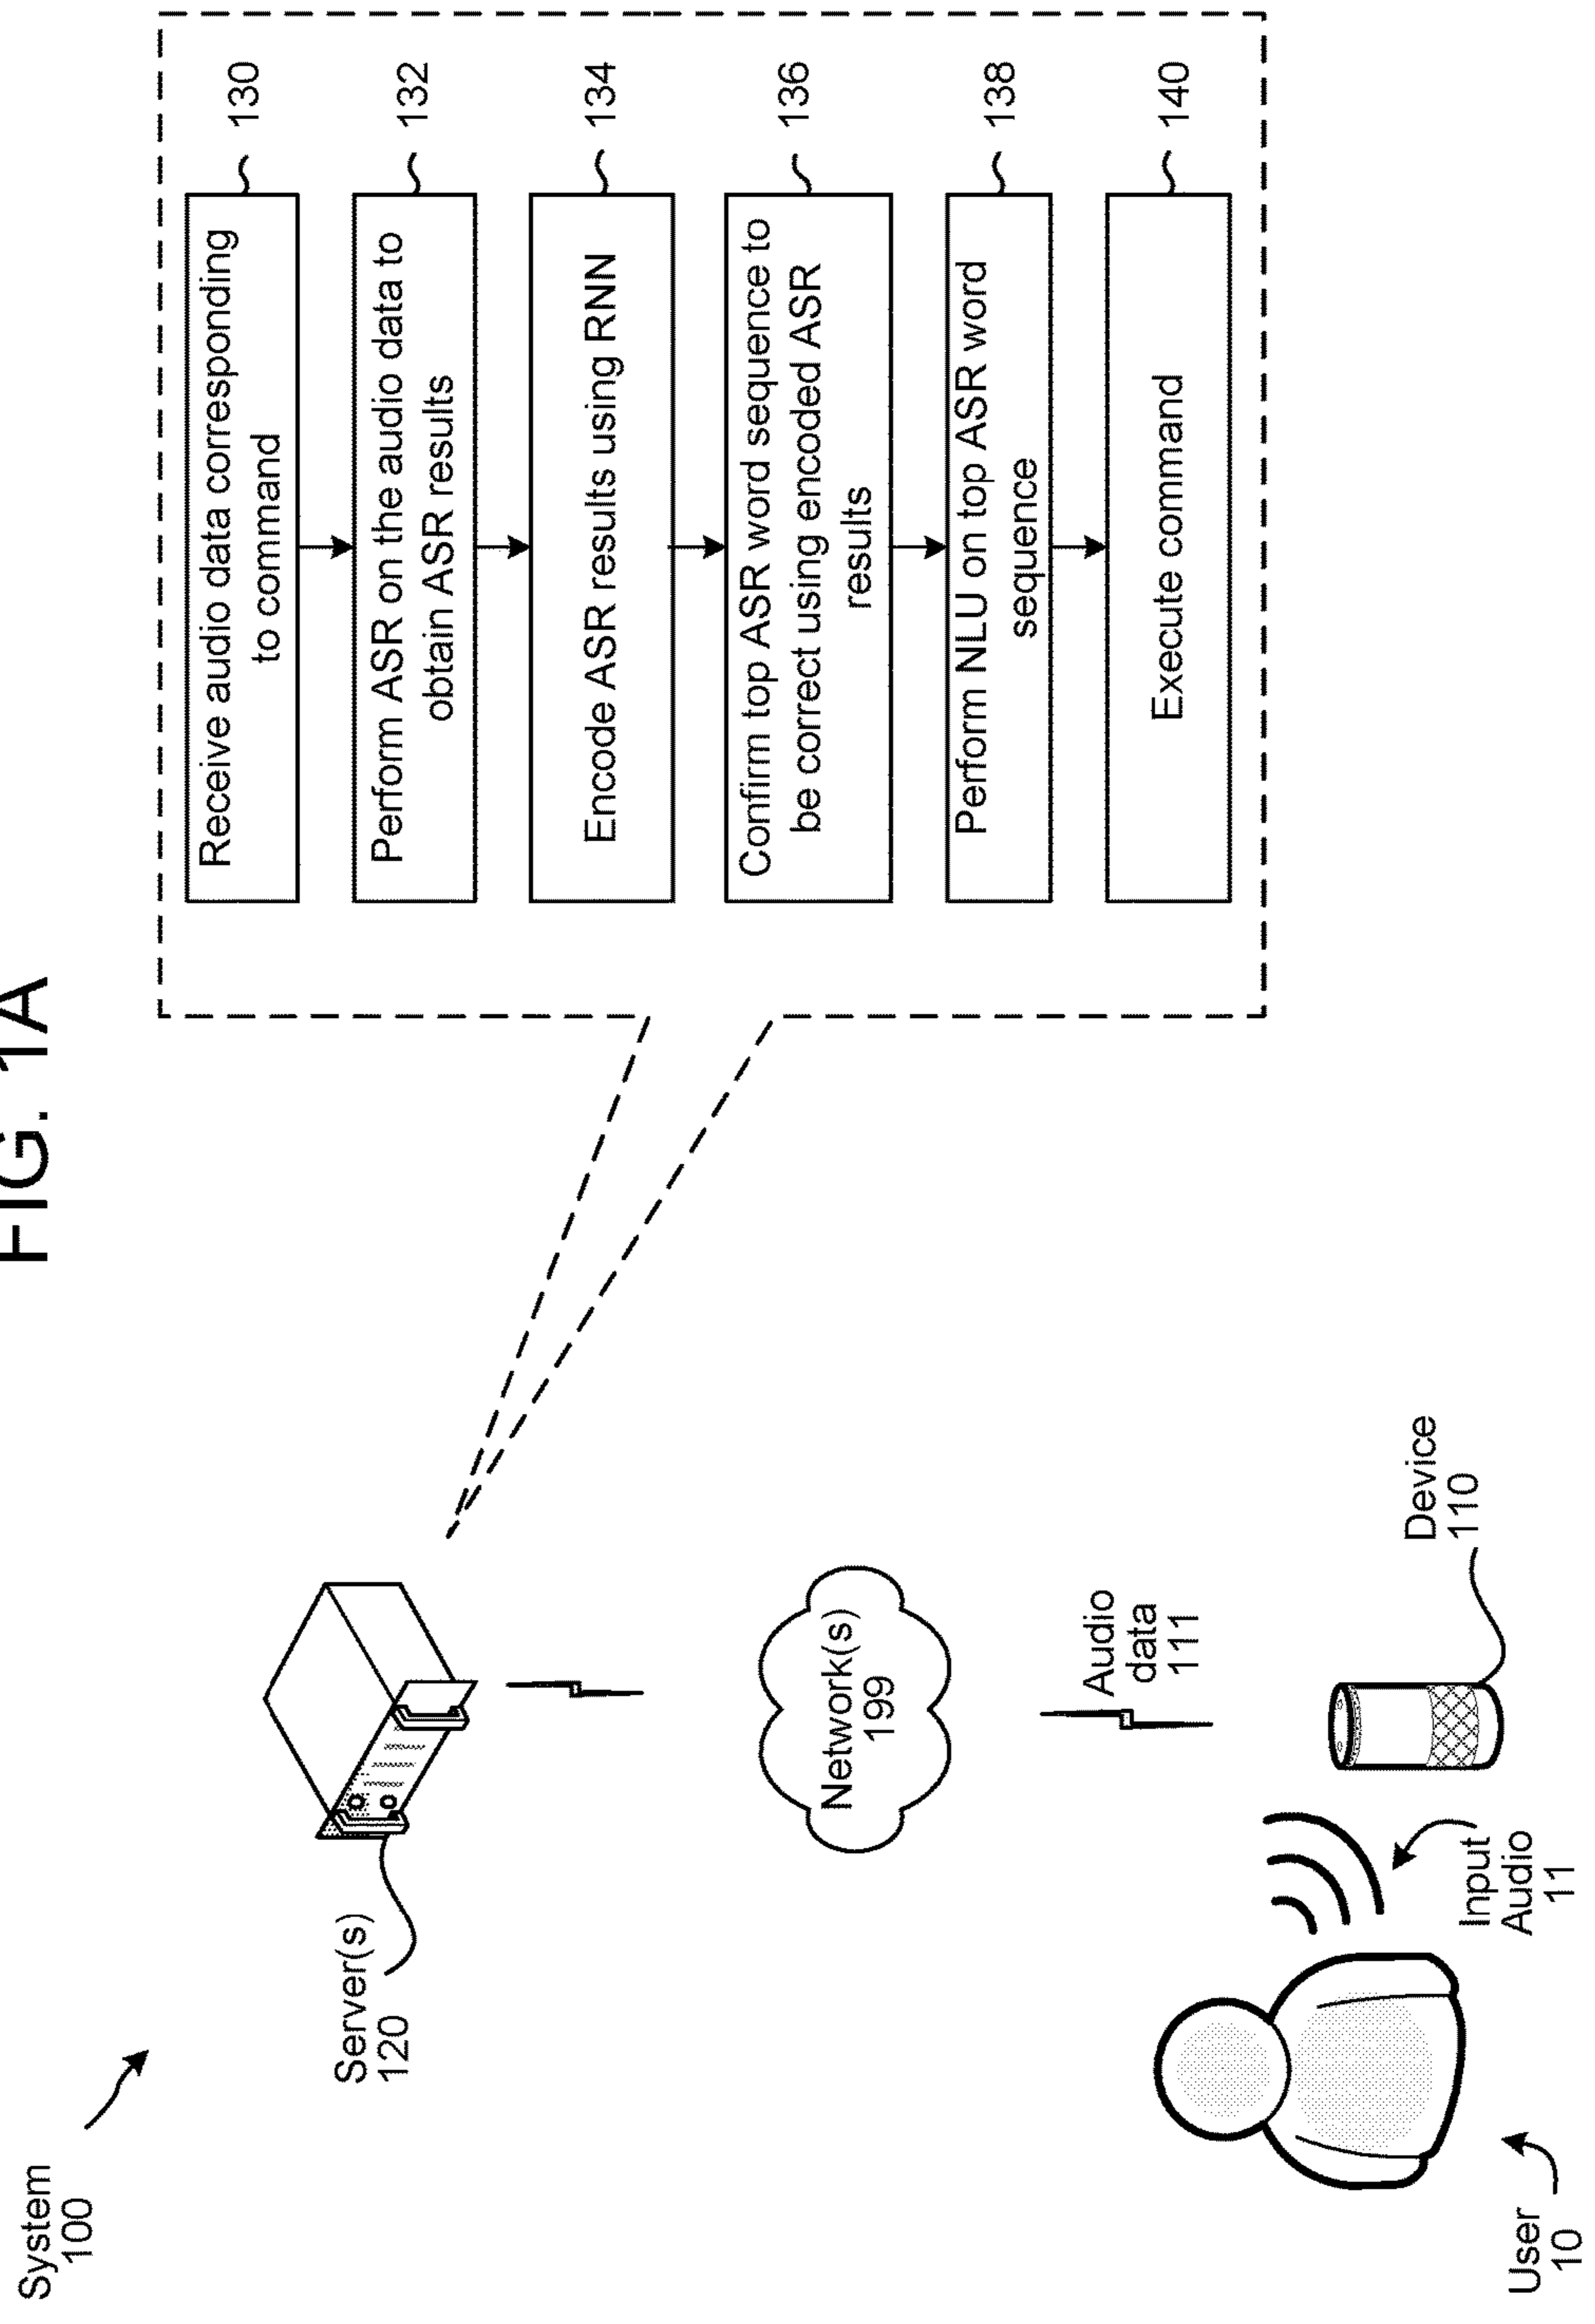 FIG. 1A
System
100
Server(s)
120
Network(s)
199
Audio
data
111
Device
110
Input
Audio
11
User
10
Receive audio data corresponding
to command
130
Perform ASR on the audio data to
obtain ASR results
132
Encode ASR results using RNN
134
Confirm top ASR word sequence to
be correct using encoded ASR
results
136
Perform NLU on top ASR word
sequence
138
Execute command
140